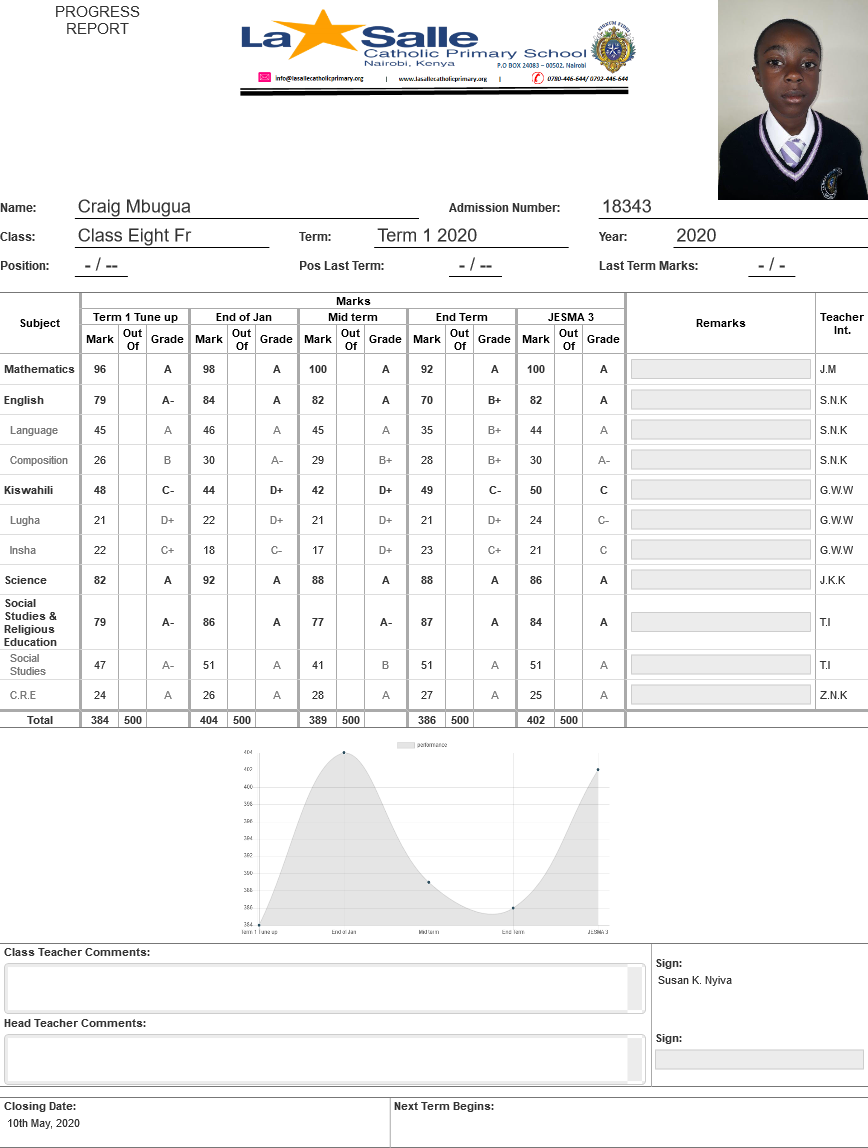 PROGRESS
REPORT
La Salle
Catholic Primary School
Nairobi, Kenya
P.O BOX 24083 – 00502, Nairobi
info@lasallecatholicprimary.org | www.lasallecatholicprimary.org | 0780-446-644/ 0792-446-644
Name: Craig Mbugua Admission Number: 18343
Class: Class Eight Fr Term: Term 1 2020 Year: 2020
Position: - / -- Pos Last Term: - / -- Last Term Marks: - / -
Marks
Subject Term 1 Tune up End of Jan Mid term End Term JESMA 3 Remarks Teacher Int.
Mark Out Of Grade Mark Out Of Grade Mark Out Of Grade Mark Out Of Grade Mark Out Of Grade
Mathematics 96 A 98 A 100 A 92 A 100 A J.M
English 79 A- 84 A 82 A 70 B+ 82 A S.N.K
Language 45 A 46 A 45 A 35 B+ 44 A S.N.K
Composition 26 B 30 A- 29 B+ 28 B+ 30 A- S.N.K
Kiswahili 48 C- 44 D+ 42 D+ 49 C- 50 C G.W.W
Lugha 21 D+ 22 D+ 21 D+ 21 D+ 24 C- G.W.W
Insha 22 C+ 18 C- 17 D+ 23 C+ 21 C G.W.W
Science 82 A 92 A 88 A 88 A 86 A J.K.K
Social
Studies &
Religious
Education 79 A- 86 A 77 A- 87 A 84 A T.I
Social
Studies 47 A- 51 A 41 B 51 A 51 A T.I
C.R.E 24 A 26 A 28 A 27 A 25 A Z.N.K
Total 384 500 404 500 389 500 386 500 402 500
performance
404
402
400
398
396
394
392
390
388
386
384
Term 1 Tune up End of Jan Mid term End Term JESMA 3
Class Teacher Comments:
Sign:
Susan K. Nyiva
Head Teacher Comments:
Sign:
Closing Date: Next Term Begins:
10th May, 2020